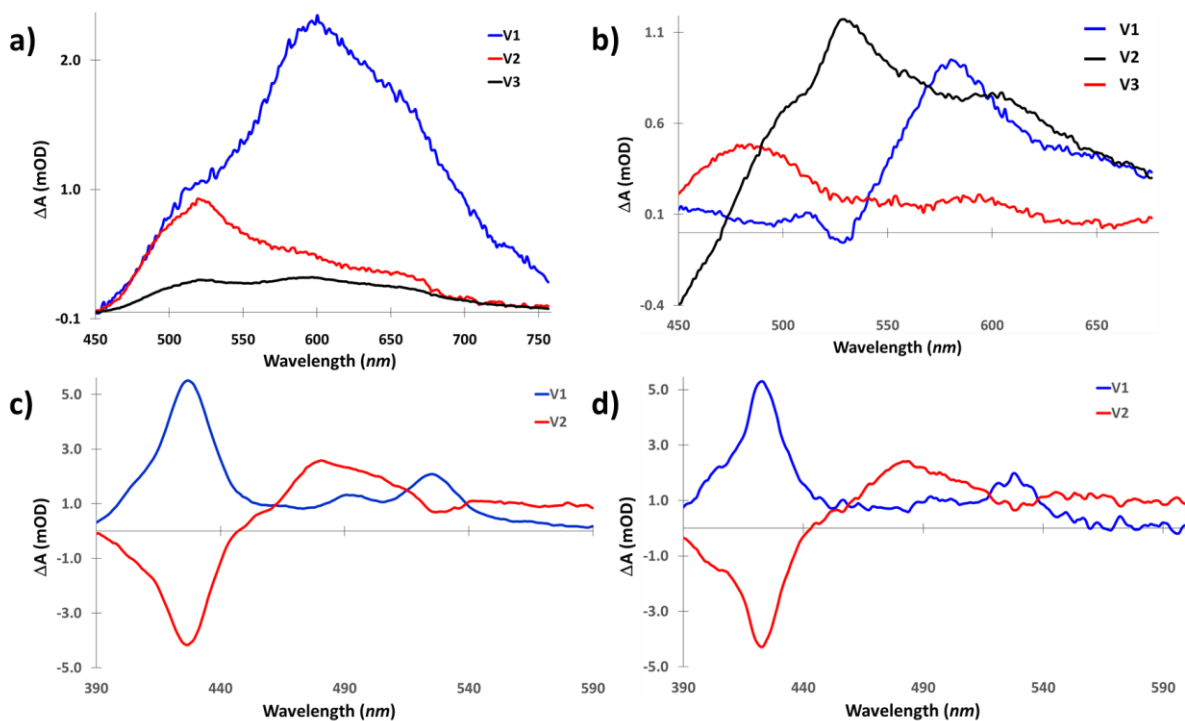 a)
V1
V2
V3
2.0
1.0
-0.1
ΔA (mOD)
450 500 550 600 650 700 750
Wavelength (nm)
b)
V1
V2
V3
1.1
0.6
0.1
-0.4
ΔA (mOD)
450 500 550 600 650
Wavelength (nm)
c)
V1
V2
5.0
3.0
1.0
-1.0
-3.0
-5.0
ΔA (mOD)
390 440 490 540 590
Wavelength (nm)
d)
V1
V2
5.0
3.0
1.0
-1.0
-3.0
-5.0
ΔA (mOD)
390 440 490 540 590
Wavelength (nm)